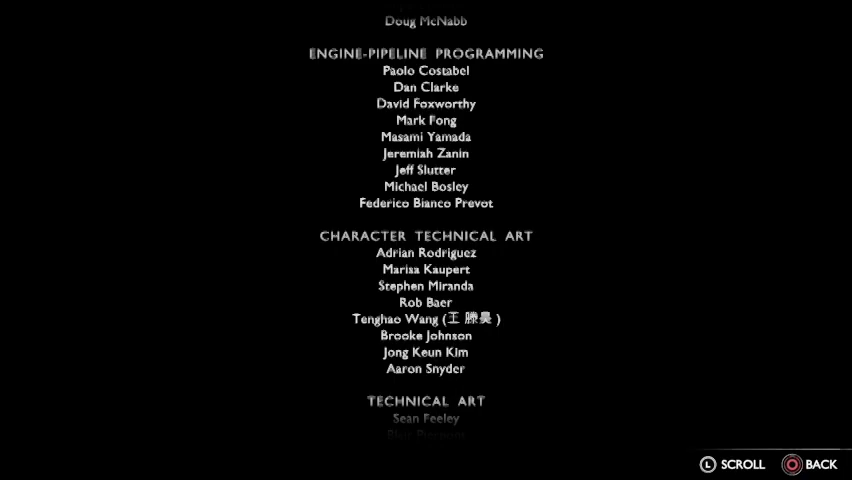 Doug McNabb
ENGINE-PIPELINE PROGRAMMING
Paolo Costabel
Dan Clarke
David Foxworthy
Mark Fong
Masami Yamada
Jeremiah Zanin
Jeff Slutter
Michael Bosley
Federico Bianco Prevot
CHARACTER TECHNICAL ART
Adrian Rodriguez
Marisa Kaupert
Stephen Miranda
Rob Baer
Tenghao Wang (王 滕昊 )
Brooke Johnson
Jong Keun Kim
Aaron Snyder
TECHNICAL ART
Sean Feeley
L SCROLL BACK